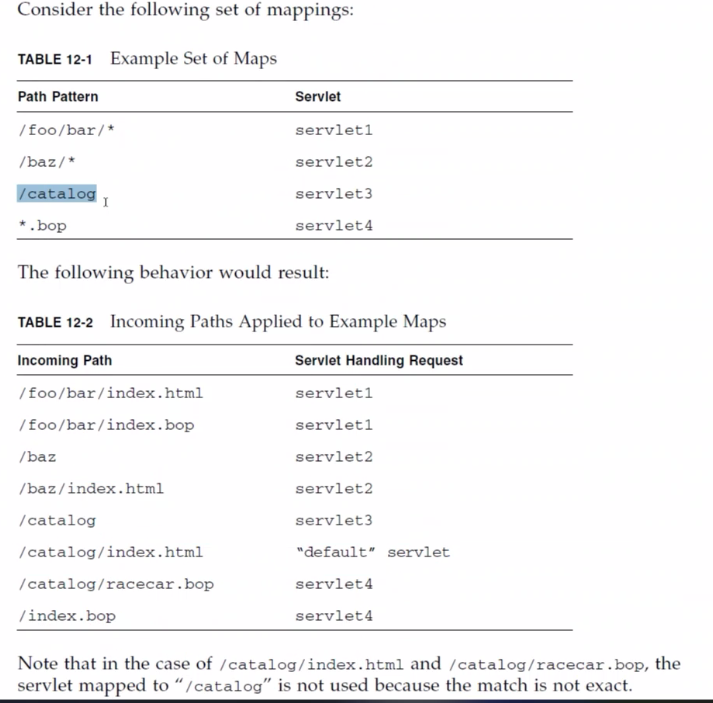 Consider the following set of mappings:
TABLE 12-1 Example Set of Maps
Path Pattern Servlet
/foo/bar/* servlet1
/baz/* servlet2
/catalog servlet3
*.bop servlet4
The following behavior would result:
TABLE 12-2 Incoming Paths Applied to Example Maps
Incoming Path Servlet Handling Request
/foo/bar/index.html servlet1
/foo/bar/index.bop servlet1
/baz servlet2
/baz/index.html servlet2
/catalog servlet3
/catalog/index.html “default” servlet
/catalog/racecar.bop servlet4
/index.bop servlet4
Note that in the case of /catalog/index.html and /catalog/racecar.bop, the
servlet mapped to “/catalog” is not used because the match is not exact.